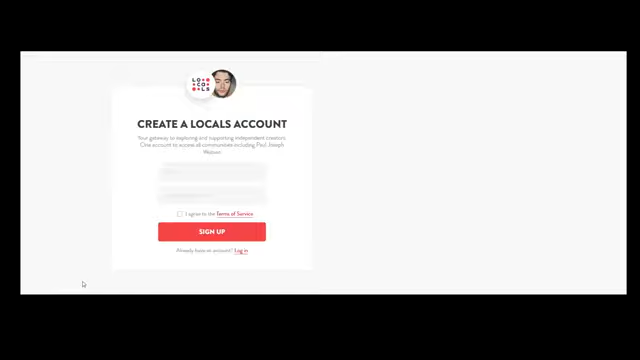 LO
CA
LS
CREATE A LOCALS ACCOUNT
Your gateway to exploring and supporting independent creators.
One account to access all communities including Paul Joseph
Watson
I agree to the Terms of Service
SIGN UP
Already have an account? Log in